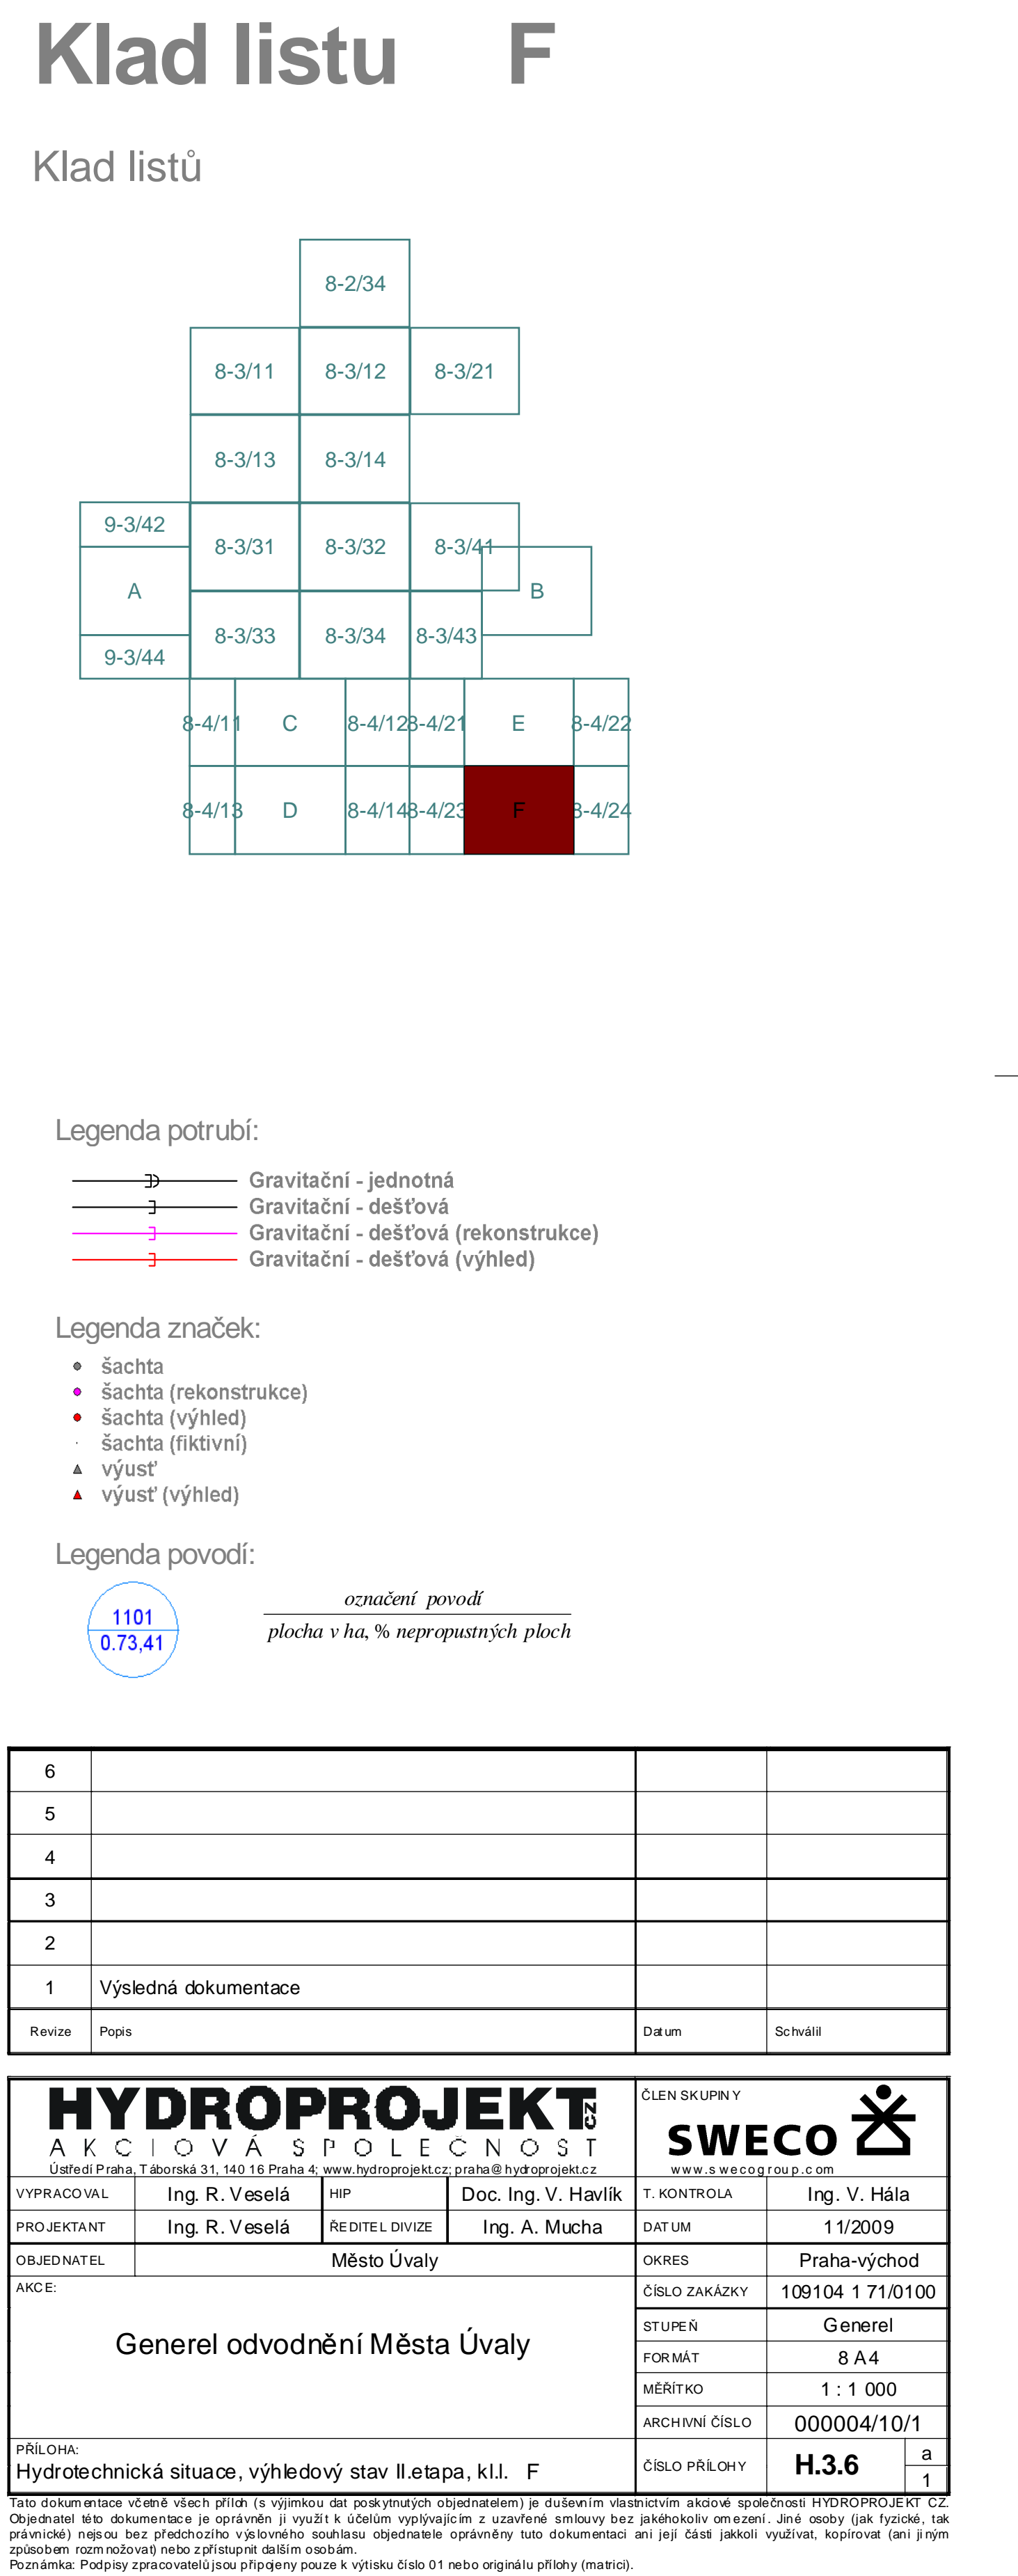 Klad listu F
Klad listů
8-2/34
8-3/11 8-3/12 8-3/21
8-3/13 8-3/14
9-3/42
8-3/31 8-3/32 8-3/41
A B
8-3/33 8-3/34 8-3/43
9-3/44
8-4/11 C 8-4/12 8-4/21 E 8-4/22
8-4/13 D 8-4/14 8-4/23 F 8-4/24
Legenda potrubí:
Gravitační - jednotná
Gravitační - dešťová
Gravitační - dešťová (rekonstrukce)
Gravitační - dešťová (výhled)
Legenda značek:
šachta
šachta (rekonstrukce)
šachta (výhled)
šachta (fiktivní)
výusť
výusť (výhled)
Legenda povodí:
1101
0.73,41
označení povodí
plocha v ha, % nepropustných ploch
6
5
4
3
2
1 Výsledná dokumentace
Revize Popis Datum Schválil
HYDROPROJEKT CZ
AKCIOVÁ SPOLEČNOST
Ústředí Praha, Táborská 31, 140 16 Praha 4; www.hydroprojekt.cz; praha@hydroprojekt.cz
ČLEN SKUPINY
SWECO
www.swecogroup.com
VYPRACOVAL Ing. R. Veselá HIP Doc. Ing. V. Havlík T. KONTROLA Ing. V. Hála
PROJEKTANT Ing. R. Veselá ŘEDITEL DIVIZE Ing. A. Mucha DATUM 11/2009
OBJEDNATEL Město Úvaly OKRES Praha-východ
AKCE:
ČÍSLO ZAKÁZKY 109104 1 71/0100
Generel odvodnění Města Úvaly
STUPEŇ Generel
FORMÁT 8 A4
MĚŘÍTKO 1 : 1 000
ARCHIVNÍ ČÍSLO 000004/10/1
PŘÍLOHA:
Hydrotechnická situace, výhledový stav II.etapa, kl.l. F
ČÍSLO PŘÍLOHY H.3.6 a
1
Tato dokumentace včetně všech příloh (s výjimkou dat poskytnutých objednatelem) je duševním vlastnictvím akciové společnosti HYDROPROJEKT CZ.
Objednatel této dokumentace je oprávněn ji využít k účelům vyplývajícím z uzavřené smlouvy bez jakéhokoliv omezení. Jiné osoby (jak fyzické, tak
právnické) nejsou bez předchozího výslovného souhlasu objednatele oprávněny tuto dokumentaci ani její části jakkoli využívat, kopírovat (ani jiným
způsobem rozmnožovat) nebo zpřístupnit dalším osobám.
Poznámka: Podpisy zpracovatelů jsou připojeny pouze k výtisku číslo 01 nebo originálu přílohy (matrici).